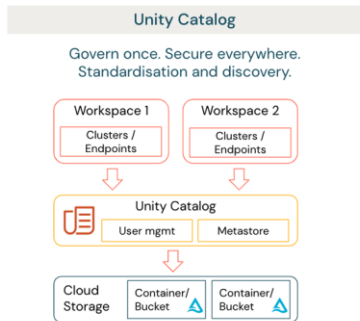 Unity Catalog
Govern once. Secure everywhere.
Standardisation and discovery.
Workspace 1
Clusters /
Endpoints
Workspace 2
Clusters /
Endpoints
Unity Catalog
User mgmt
Metastore
Cloud
Storage
Container/
Bucket
Container/
Bucket